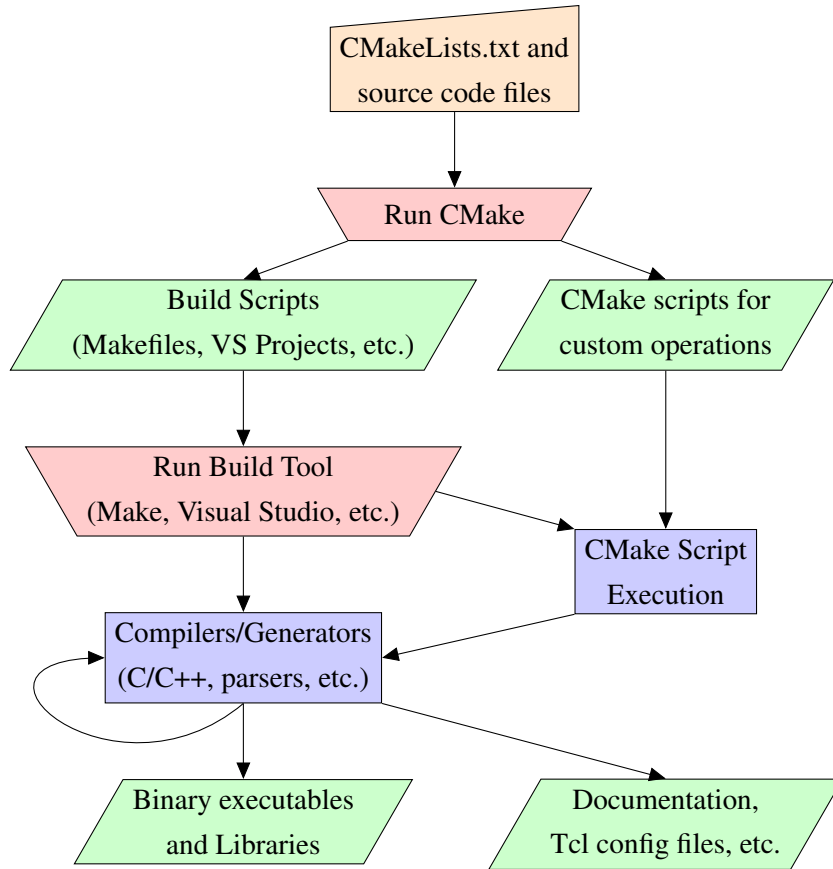 CMakeLists.txt and
source code files
Run CMake
Build Scripts
(Makefiles, VS Projects, etc.)
CMake scripts for
custom operations
Run Build Tool
(Make, Visual Studio, etc.)
CMake Script
Execution
Compilers/Generators
(C/C++, parsers, etc.)
Binary executables
and Libraries
Documentation,
Tcl config files, etc.